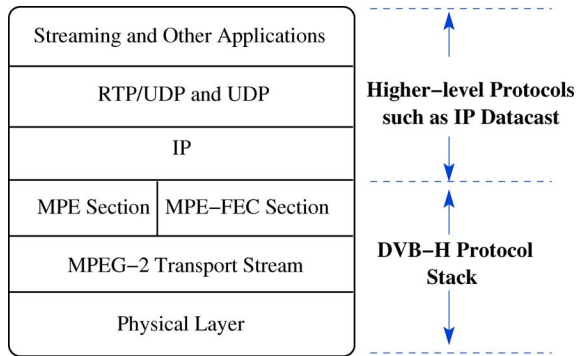 Streaming and Other Applications
RTP/UDP and UDP
IP
MPE Section
MPE−FEC Section
MPEG−2 Transport Stream
Physical Layer
Higher−level Protocols
such as IP Datacast
DVB−H Protocol
Stack